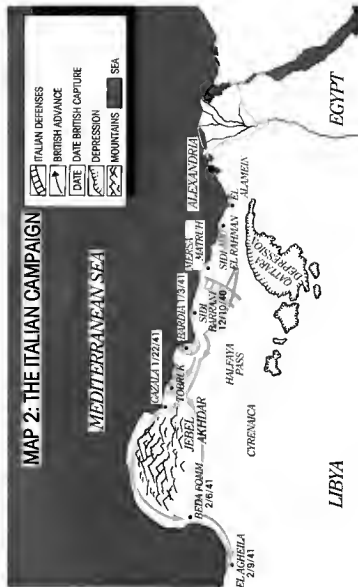 MAP 2: THE ITALIAN CAMPAIGN
ITALIAN DEFENSES
BRITISH ADVANCE
DATE DATE BRITISH CAPTURE
DEPRESSION
MOUNTAINS
SEA
MEDITERRANEAN SEA
GAZALA 1/22/41
TOBRUK
BARDIA 1/3/41
MERSA
MATRUH
ALEXANDRIA
JEBEL
AKHDAR
SIDI
BARRANI
12/10/40
SIDI
EL RAHMAN
EL
ALAMEIN
BEDA FOMM
2/6/41
HALFAYA
PASS
QATTARA
DEPRESSION
CYRENAICA
EL AGHEILA
2/9/41
LIBYA
EGYPT